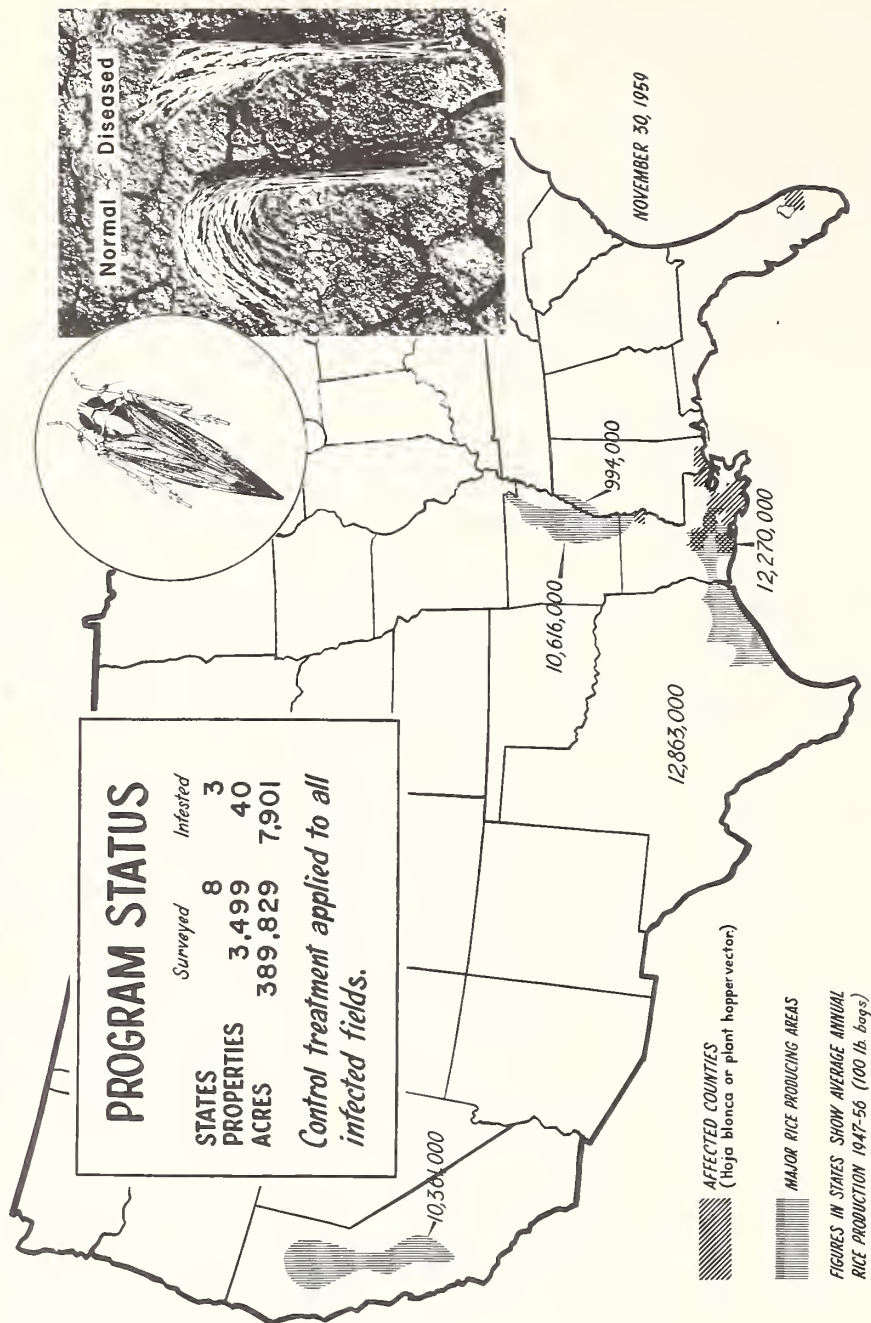 Normal Diseased
PROGRAM STATUS
Surveyed Infested
STATES 8 3
PROPERTIES 3,499 40
ACRES 389,829 7,901
Control treatment applied to all
infected fields.
NOVEMBER 30, 1959
10,361,000
10,616,000
994,000
12,863,000
12,270,000
AFFECTED COUNTIES
(Hoja blanca or plant hopper vector.)
MAJOR RICE PRODUCING AREAS
FIGURES IN STATES SHOW AVERAGE ANNUAL
RICE PRODUCTION 1947-56 (100 lb. bags)